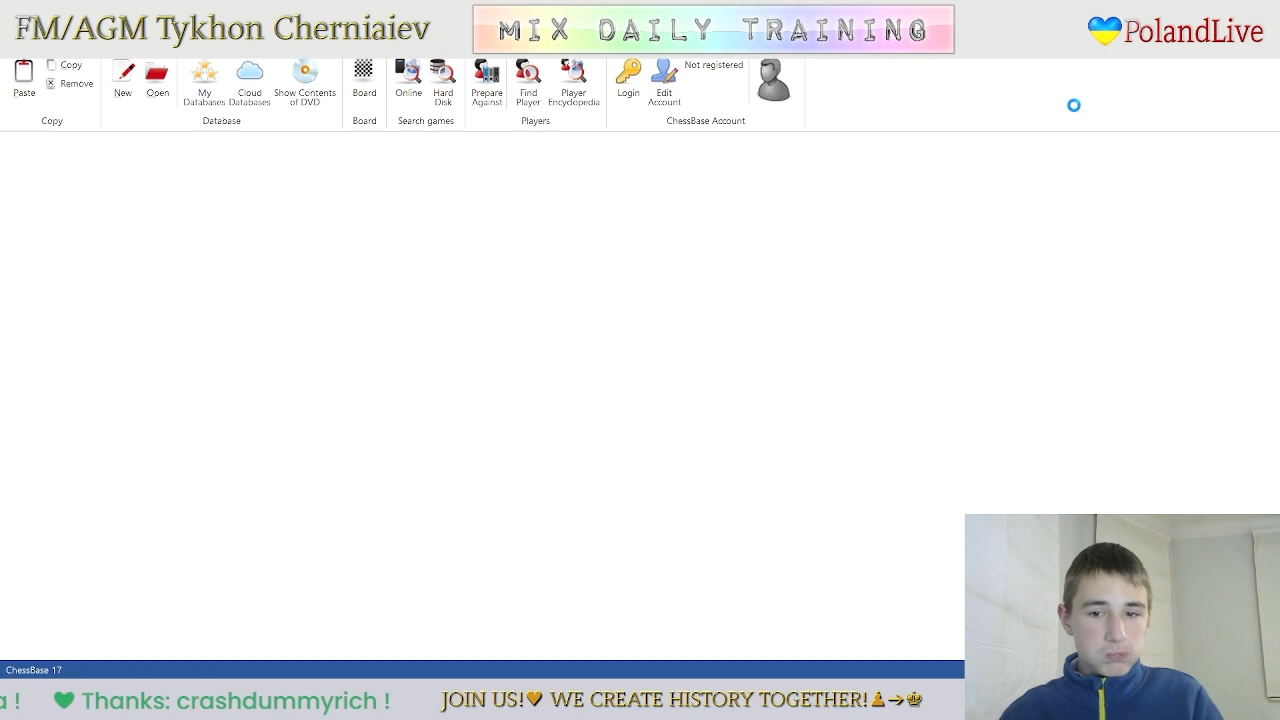 FM/AGM Tykhon Cherniaiev
MIX DAILY TRAINING
PolandLive
Paste
Copy
Remove
Copy
New
Open
My Databases
Cloud Databases
Show Contents of DVD
Database
Board
Board
Online
Hard Disk
Search games
Prepare Against
Find Player
Player Encyclopedia
Players
Login
Edit Account
Not registered
ChessBase Account
ChessBase 17
a !
Thanks: crashdummyrich !
JOIN US!🧡 WE CREATE HISTORY TOGETHER!♟→♚